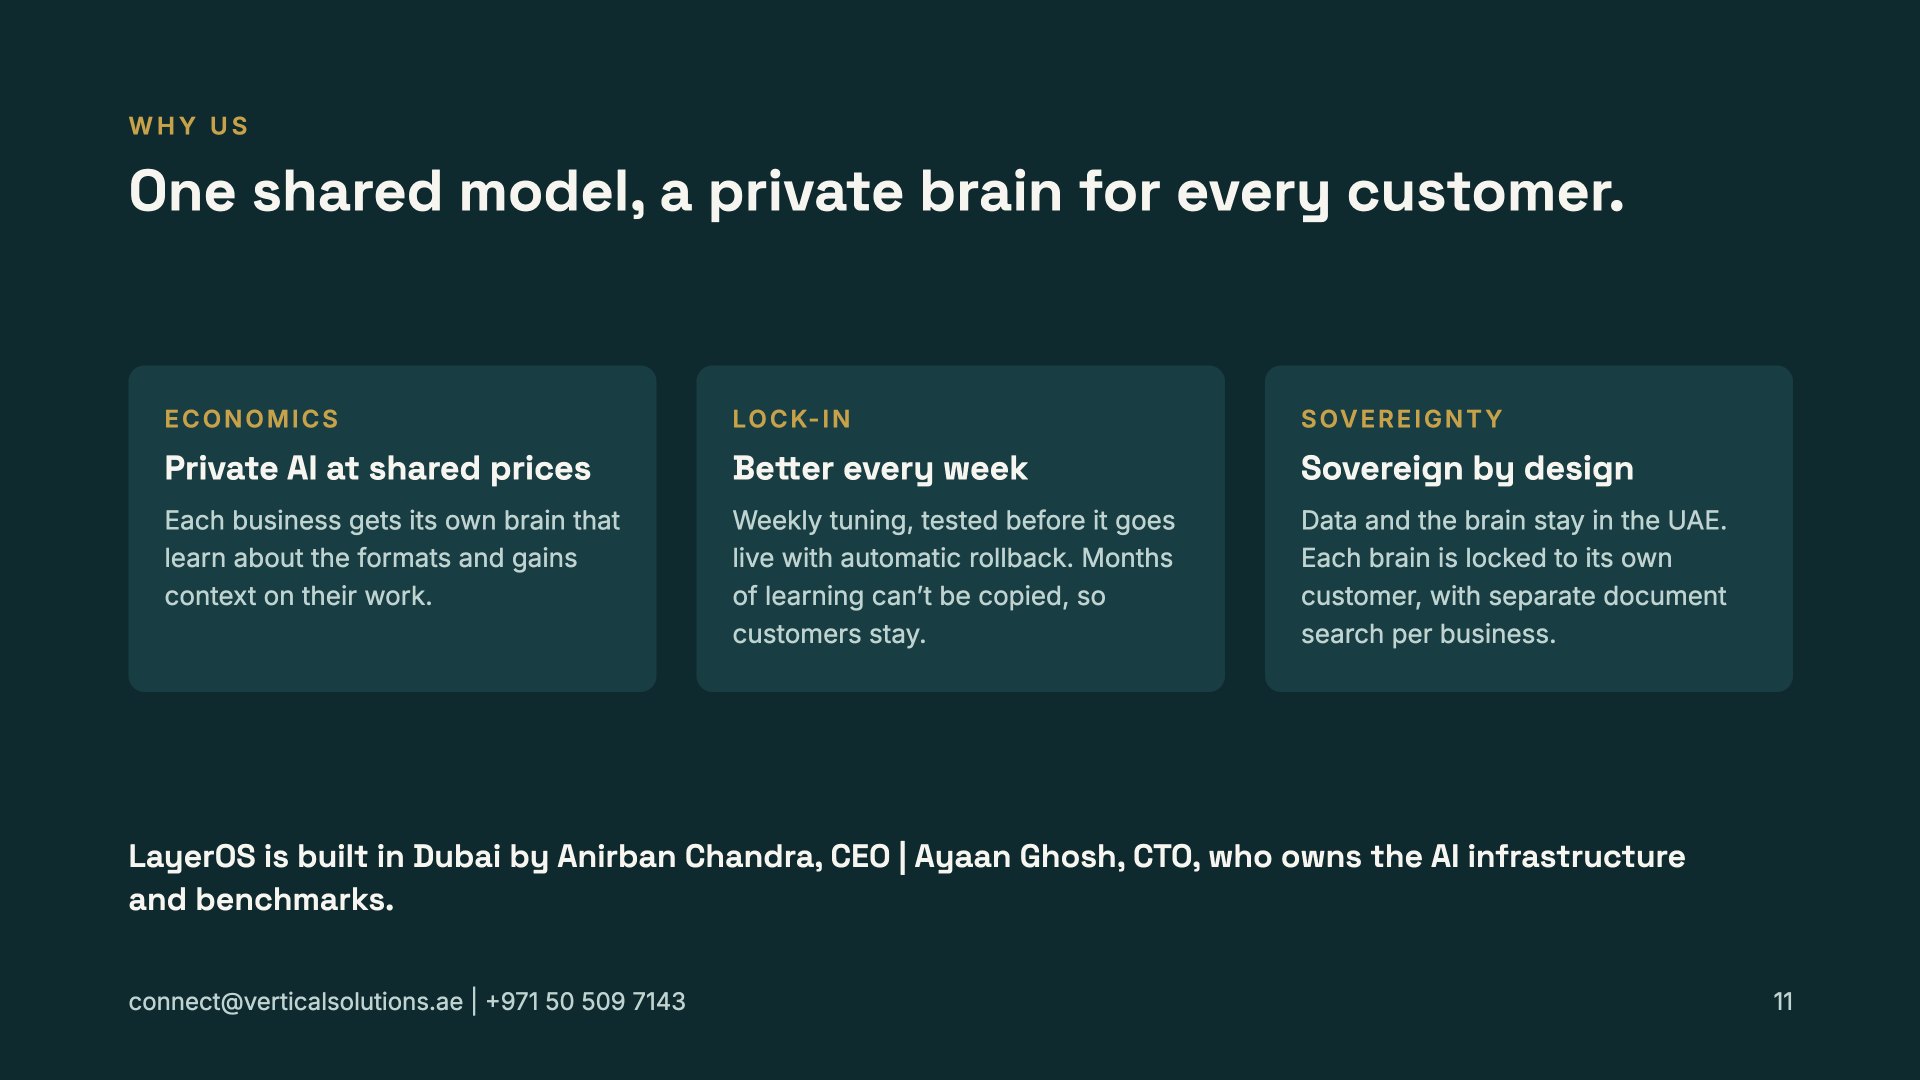 WHY US
One shared model, a private brain for every customer.
ECONOMICS
Private AI at shared prices
Each business gets its own brain that
learn about the formats and gains
context on their work.
LOCK-IN
Better every week
Weekly tuning, tested before it goes
live with automatic rollback. Months
of learning can’t be copied, so
customers stay.
SOVEREIGNTY
Sovereign by design
Data and the brain stay in the UAE.
Each brain is locked to its own
customer, with separate document
search per business.
LayerOS is built in Dubai by Anirban Chandra, CEO | Ayaan Ghosh, CTO, who owns the AI infrastructure
and benchmarks.
connect@verticalsolutions.ae | +971 50 509 7143
11